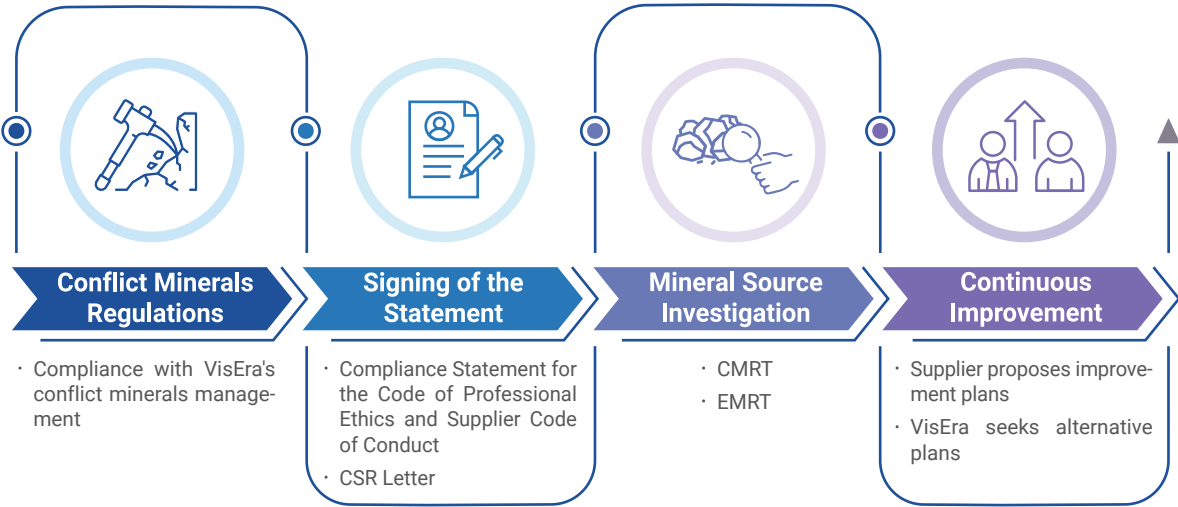 Conflict Minerals
Regulations
· Compliance with VisEra's
conflict minerals manage-
ment
Signing of the
Statement
· Compliance Statement for
the Code of Professional
Ethics and Supplier Code
of Conduct
· CSR Letter
Mineral Source
Investigation
· CMRT
· EMRT
Continuous
Improvement
· Supplier proposes improve-
ment plans
· VisEra seeks alternative
plans